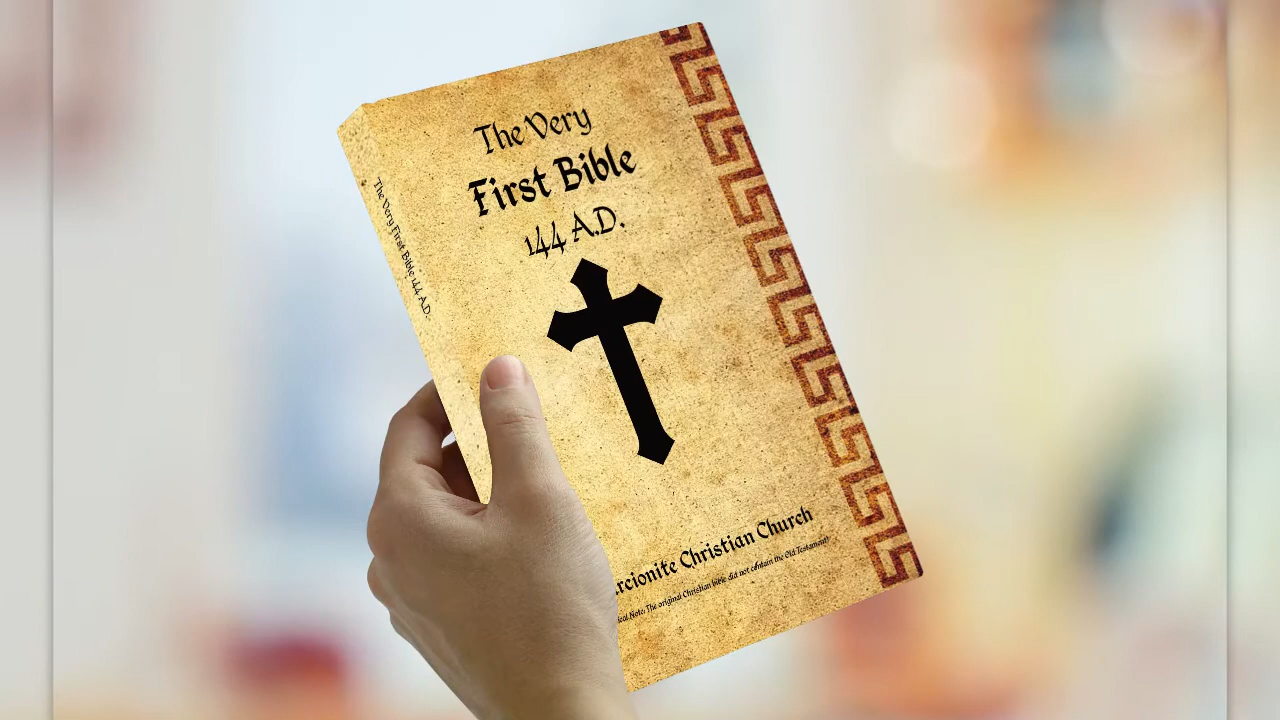 The Very
First Bible
144 A.D.
The Very First Bible 144 A.D.
Christian Church
The original Christian bible did not contain the Old Testament)